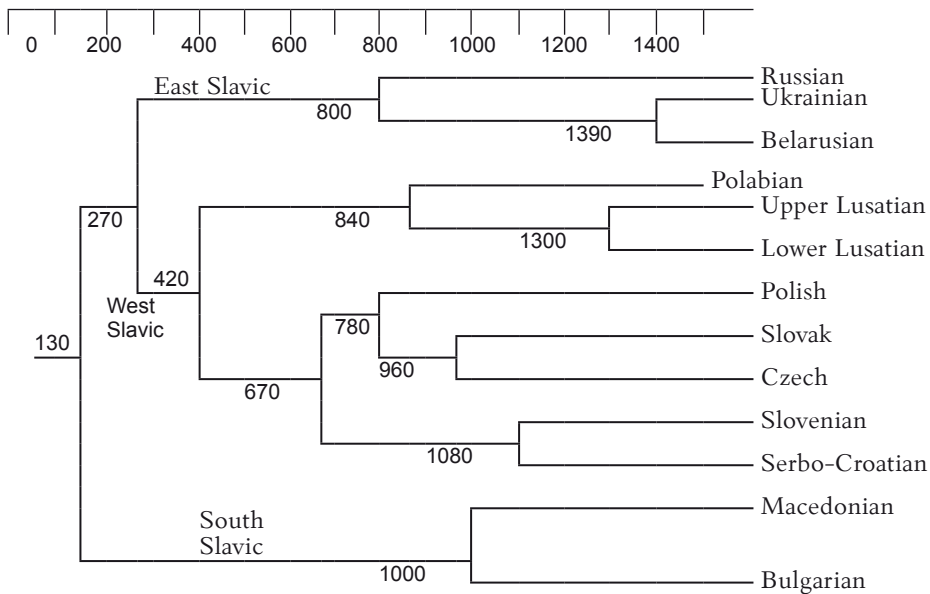 0 200 400 600 800 1000 1200 1400
Russian
East Slavic
Ukrainian
800
1390
Belarusian
Polabian
Upper Lusatian
270
840
1300
Lower Lusatian
420
Polish
West
Slavic
780
Slovak
130
960
Czech
670
Slovenian
1080
Serbo-Croatian
Macedonian
South
Slavic
1000
Bulgarian